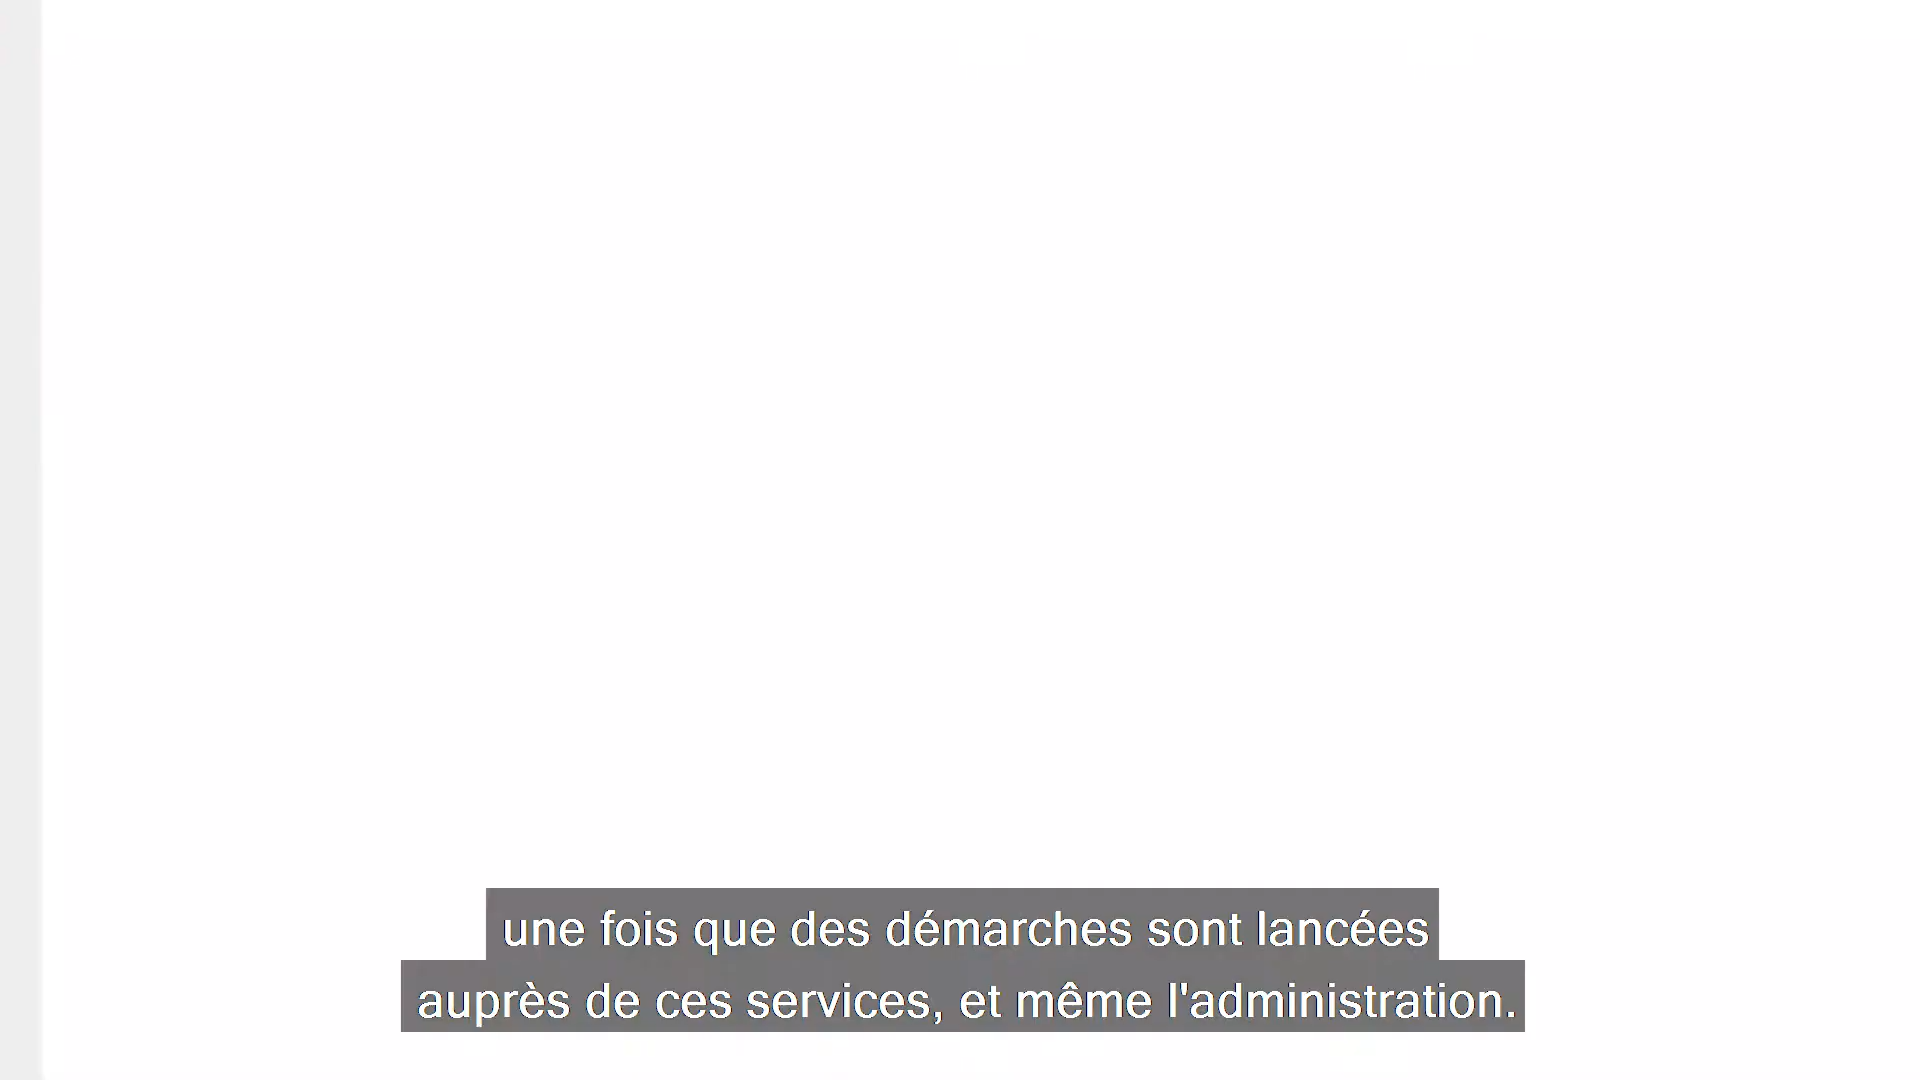 une fois que des démarches sont lancées
auprès de ces services, et même l'administration.